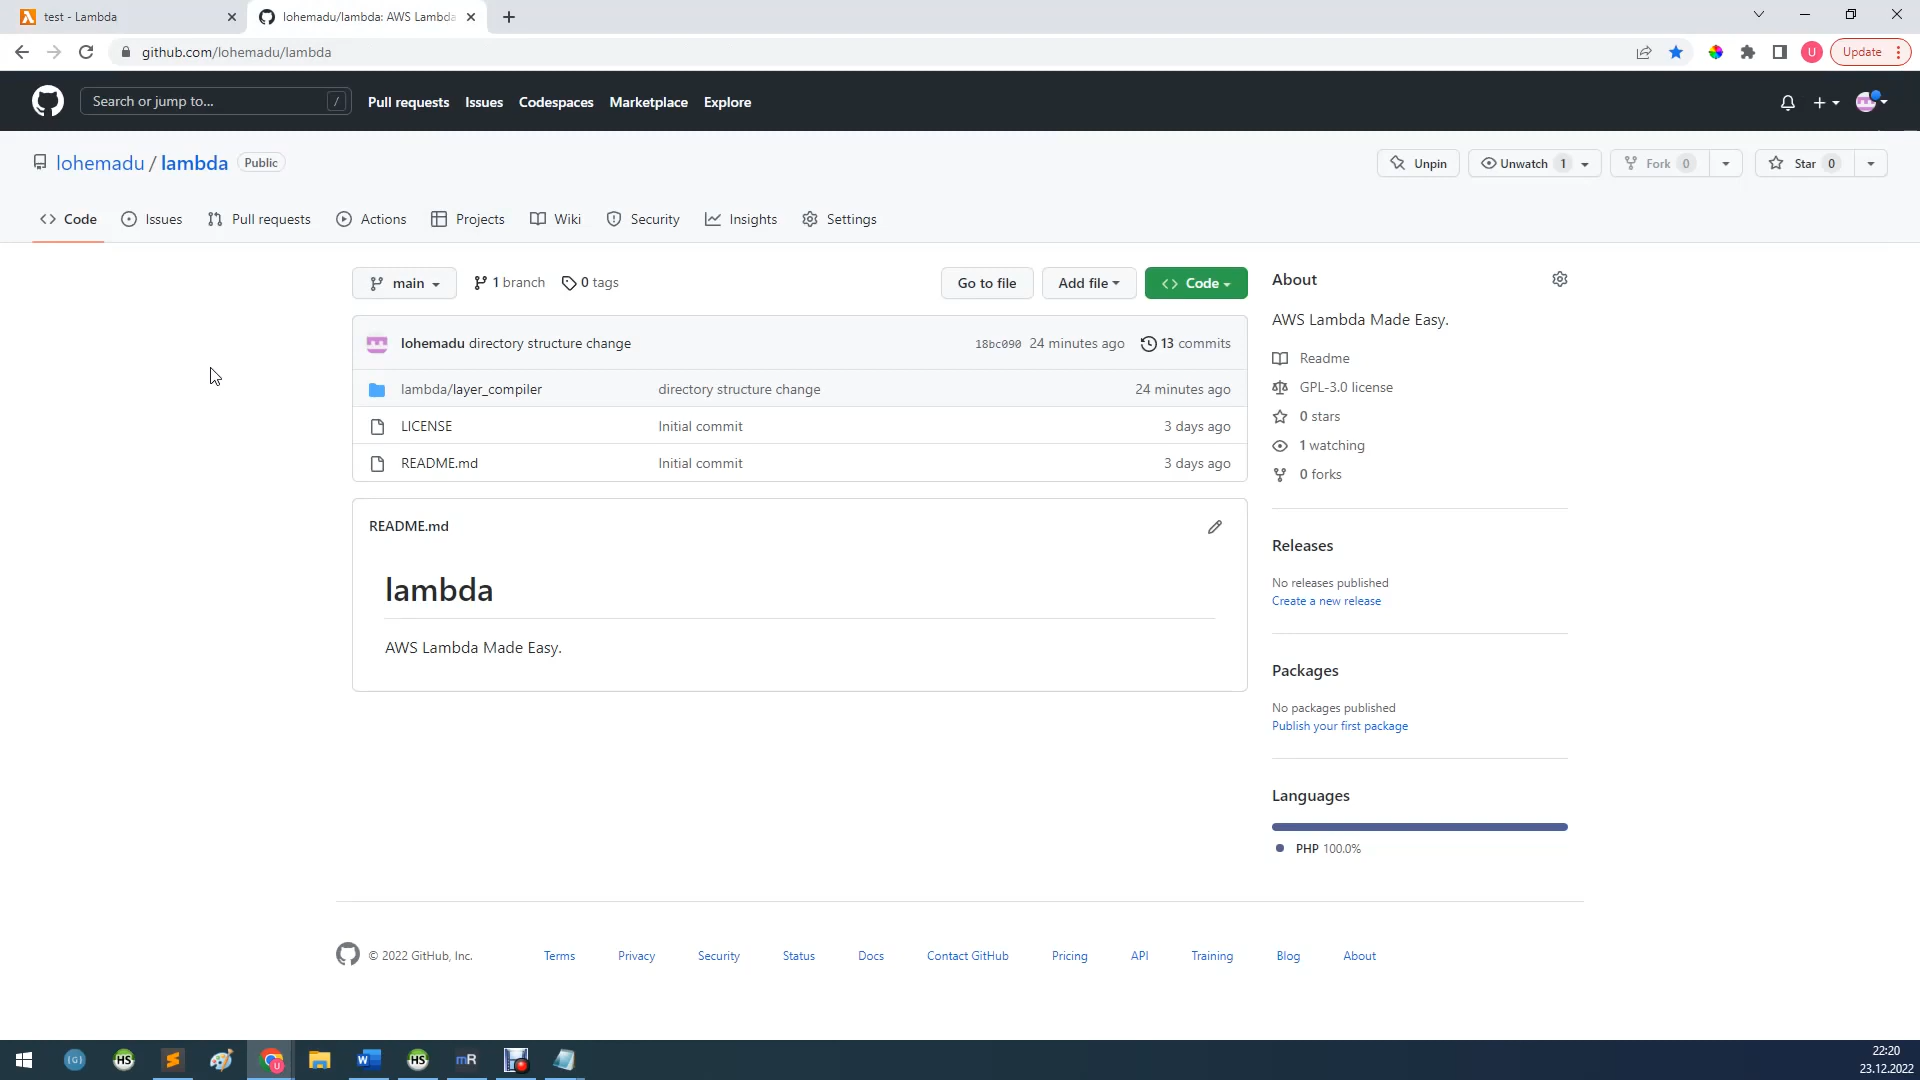 test - Lambda
lohemadu/lambda: AWS Lambda
github.com/lohemadu/lambda
U
Update
Search or jump to...
/
Pull requests
Issues
Codespaces
Marketplace
Explore
lohemadu / lambda
Public
Unpin
Unwatch 1
Fork 0
Star 0
Code
Issues
Pull requests
Actions
Projects
Wiki
Security
Insights
Settings
main
1 branch
0 tags
Go to file
Add file
Code
lohemadu directory structure change
18bc090 24 minutes ago
13 commits
lambda/layer_compiler
directory structure change
24 minutes ago
LICENSE
Initial commit
3 days ago
README.md
Initial commit
3 days ago
README.md
lambda
AWS Lambda Made Easy.
About
AWS Lambda Made Easy.
Readme
GPL-3.0 license
0 stars
1 watching
0 forks
Releases
No releases published
Create a new release
Packages
No packages published
Publish your first package
Languages
PHP 100.0%
© 2022 GitHub, Inc.
Terms
Privacy
Security
Status
Docs
Contact GitHub
Pricing
API
Training
Blog
About
HS
U
W
HS
mR
22:20
23.12.2022